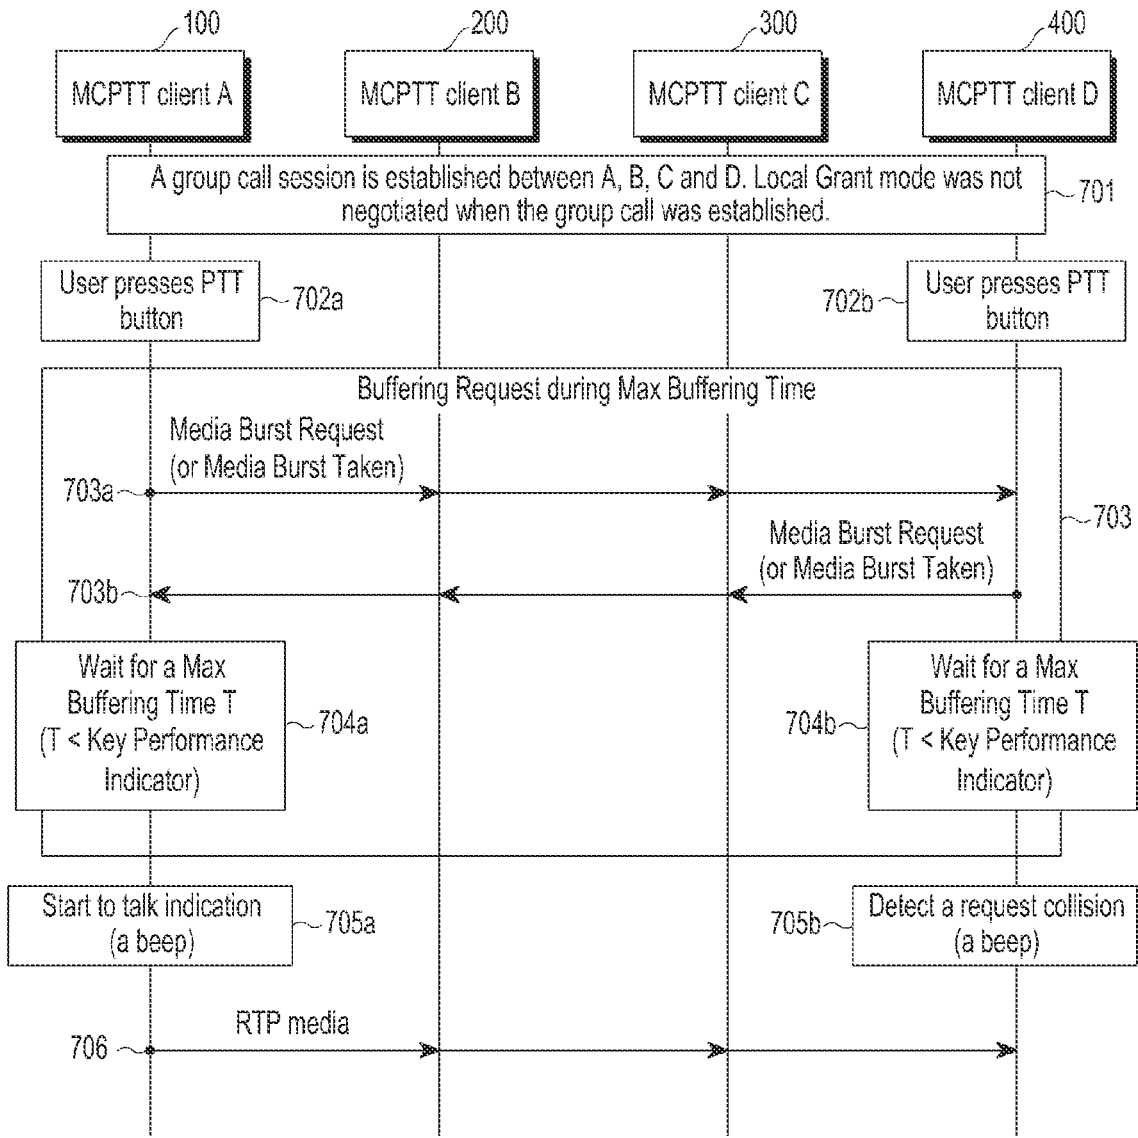 100
200
300
400
MCPTT client A
MCPTT client B
MCPTT client C
MCPTT client D
A group call session is established between A, B, C and D. Local Grant mode was not
negotiated when the group call was established.
701
User presses PTT
button
702a
702b
User presses PTT
button
Buffering Request during Max Buffering Time
Media Burst Request
(or Media Burst Taken)
703a
703
Media Burst Request
(or Media Burst Taken)
703b
Wait for a Max
Buffering Time T
(T < Key Performance
Indicator)
704a
704b
Wait for a Max
Buffering Time T
(T < Key Performance
Indicator)
Start to talk indication
(a beep)
705a
705b
Detect a request collision
(a beep)
RTP media
706